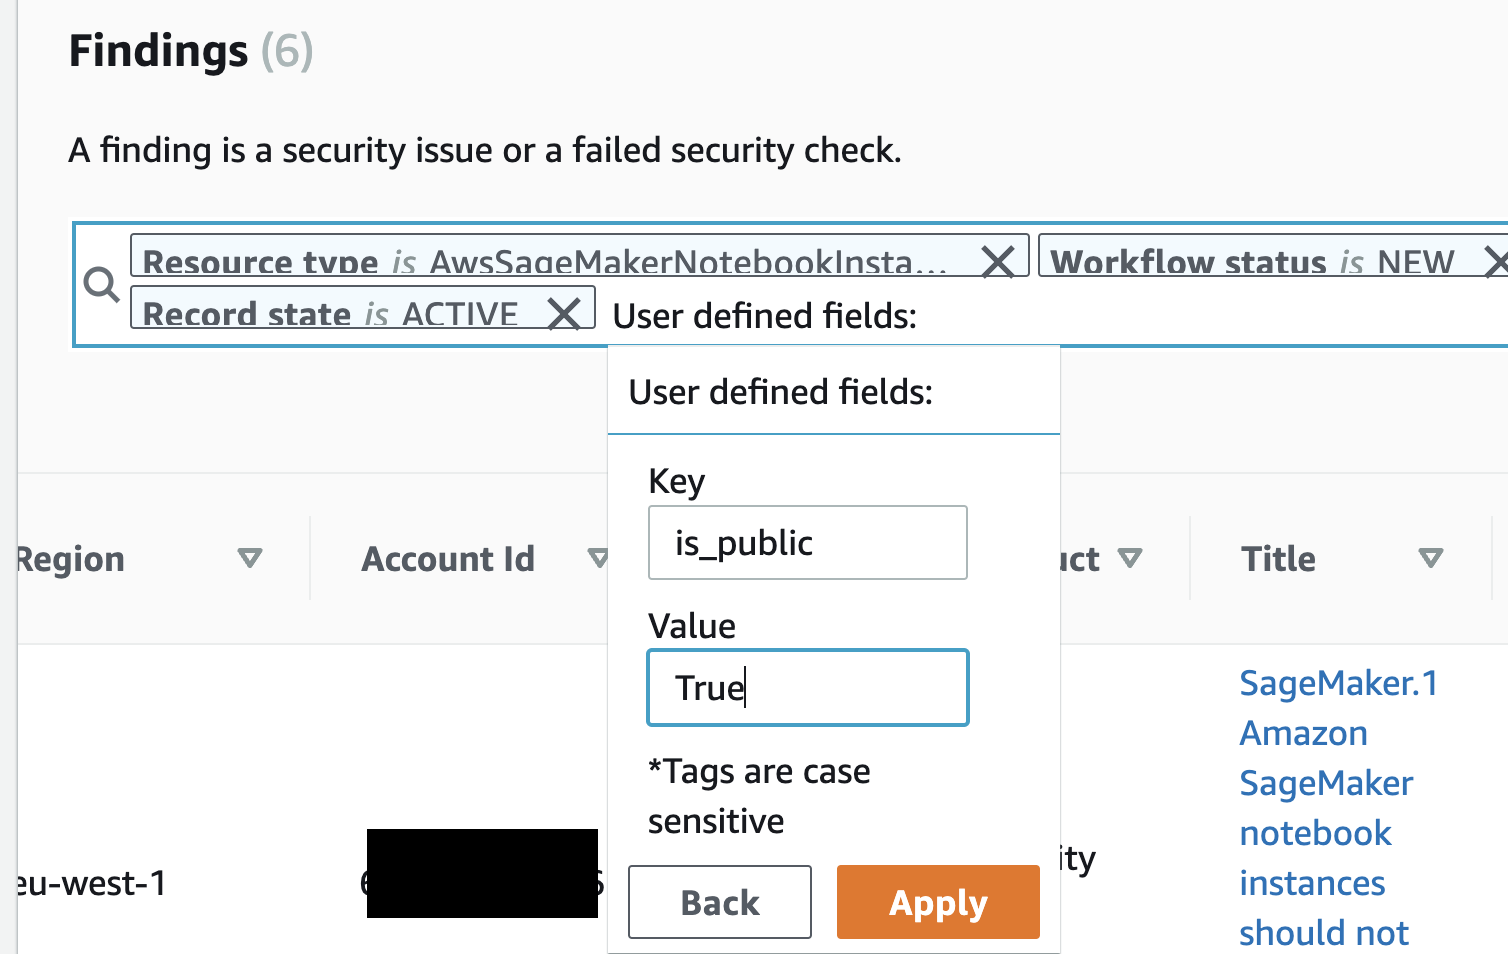 Findings (6)
A finding is a security issue or a failed security check.
Resource type is AwsSageMakerNotebookInsta... Workflow status is NEW
Record state is ACTIVE User defined fields:
User defined fields:
Key
is_public
Region Account Id uct Title
Value
True
*Tags are case
sensitive
Back Apply
eu-west-1 6 6 ity
SageMaker.1
Amazon
SageMaker
notebook
instances
should not